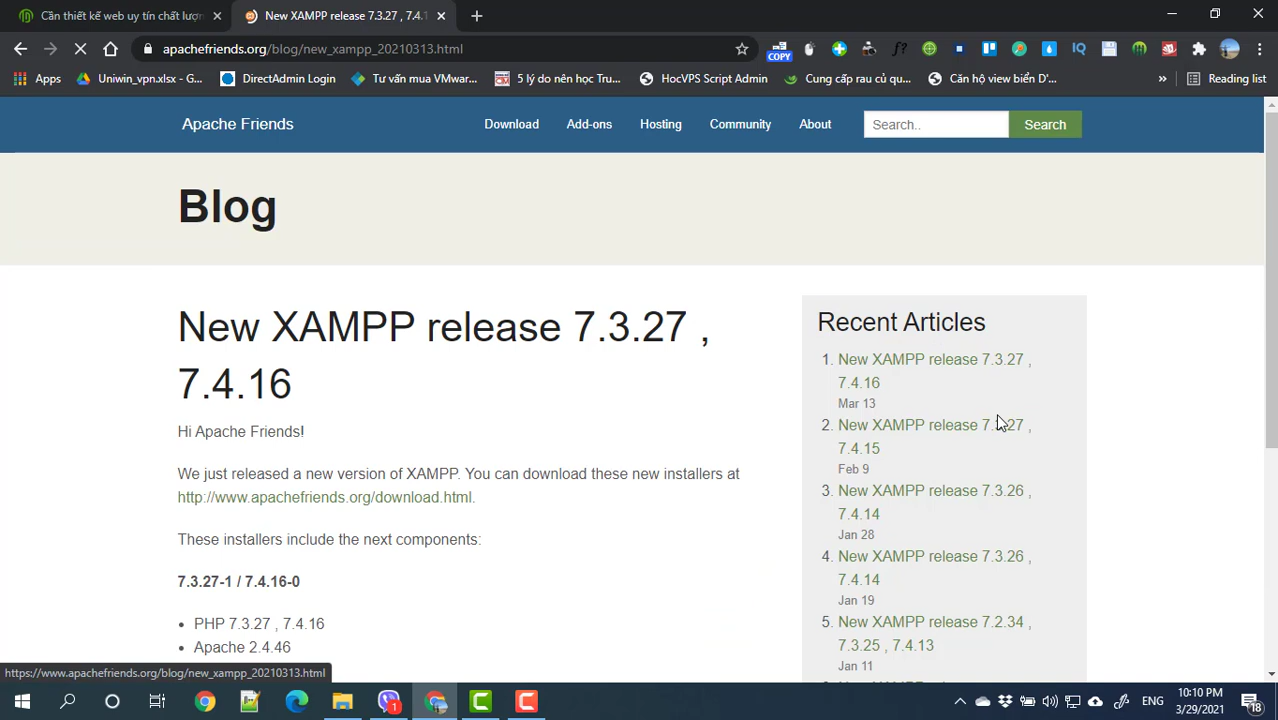 Cần thiết kế web uy tín chất lượn
New XAMPP release 7.3.27 , 7.4.1
apachefriends.org/blog/new_xampp_20210313.html
COPY
f?
IQ
Apps
Uniwin_vpn.xlsx - G...
DirectAdmin Login
Tư vấn mua VMwar...
5 lý do nên học Tru...
HocVPS Script Admin
Cung cấp rau củ qu...
Căn hộ view biển D'...
»
Reading list
Apache Friends
Download
Add-ons
Hosting
Community
About
Search..
Search
Blog
New XAMPP release 7.3.27 ,
7.4.16
Hi Apache Friends!
We just released a new version of XAMPP. You can download these new installers at
http://www.apachefriends.org/download.html.
These installers include the next components:
7.3.27-1 / 7.4.16-0
• PHP 7.3.27 , 7.4.16
• Apache 2.4.46
Recent Articles
1. New XAMPP release 7.3.27 ,
7.4.16
Mar 13
2. New XAMPP release 7.3.27 ,
7.4.15
Feb 9
3. New XAMPP release 7.3.26 ,
7.4.14
Jan 28
4. New XAMPP release 7.3.26 ,
7.4.14
Jan 19
5. New XAMPP release 7.2.34 ,
7.3.25 , 7.4.13
Jan 11
https://www.apachefriends.org/blog/new_xampp_20210313.html
1
ENG
10:10 PM
3/29/2021
18